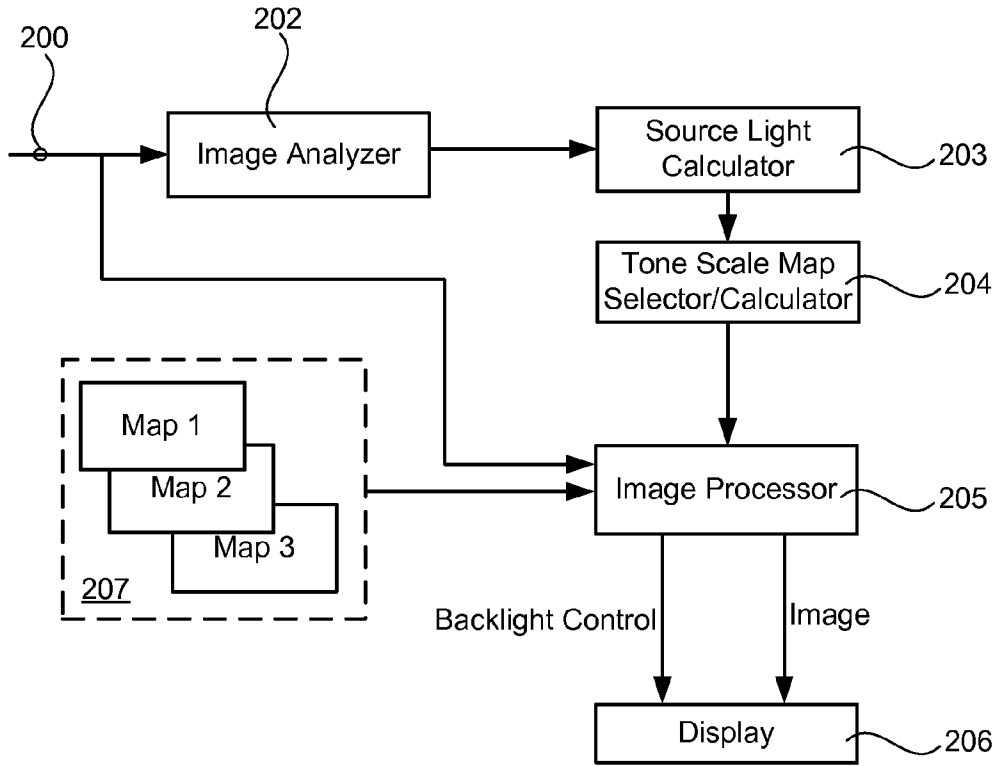 200
202
Image Analyzer
Source Light
Calculator
203
Tone Scale Map
Selector/Calculator
204
Map 1
Map 2
Map 3
207
Image Processor
205
Backlight Control
Image
Display
206